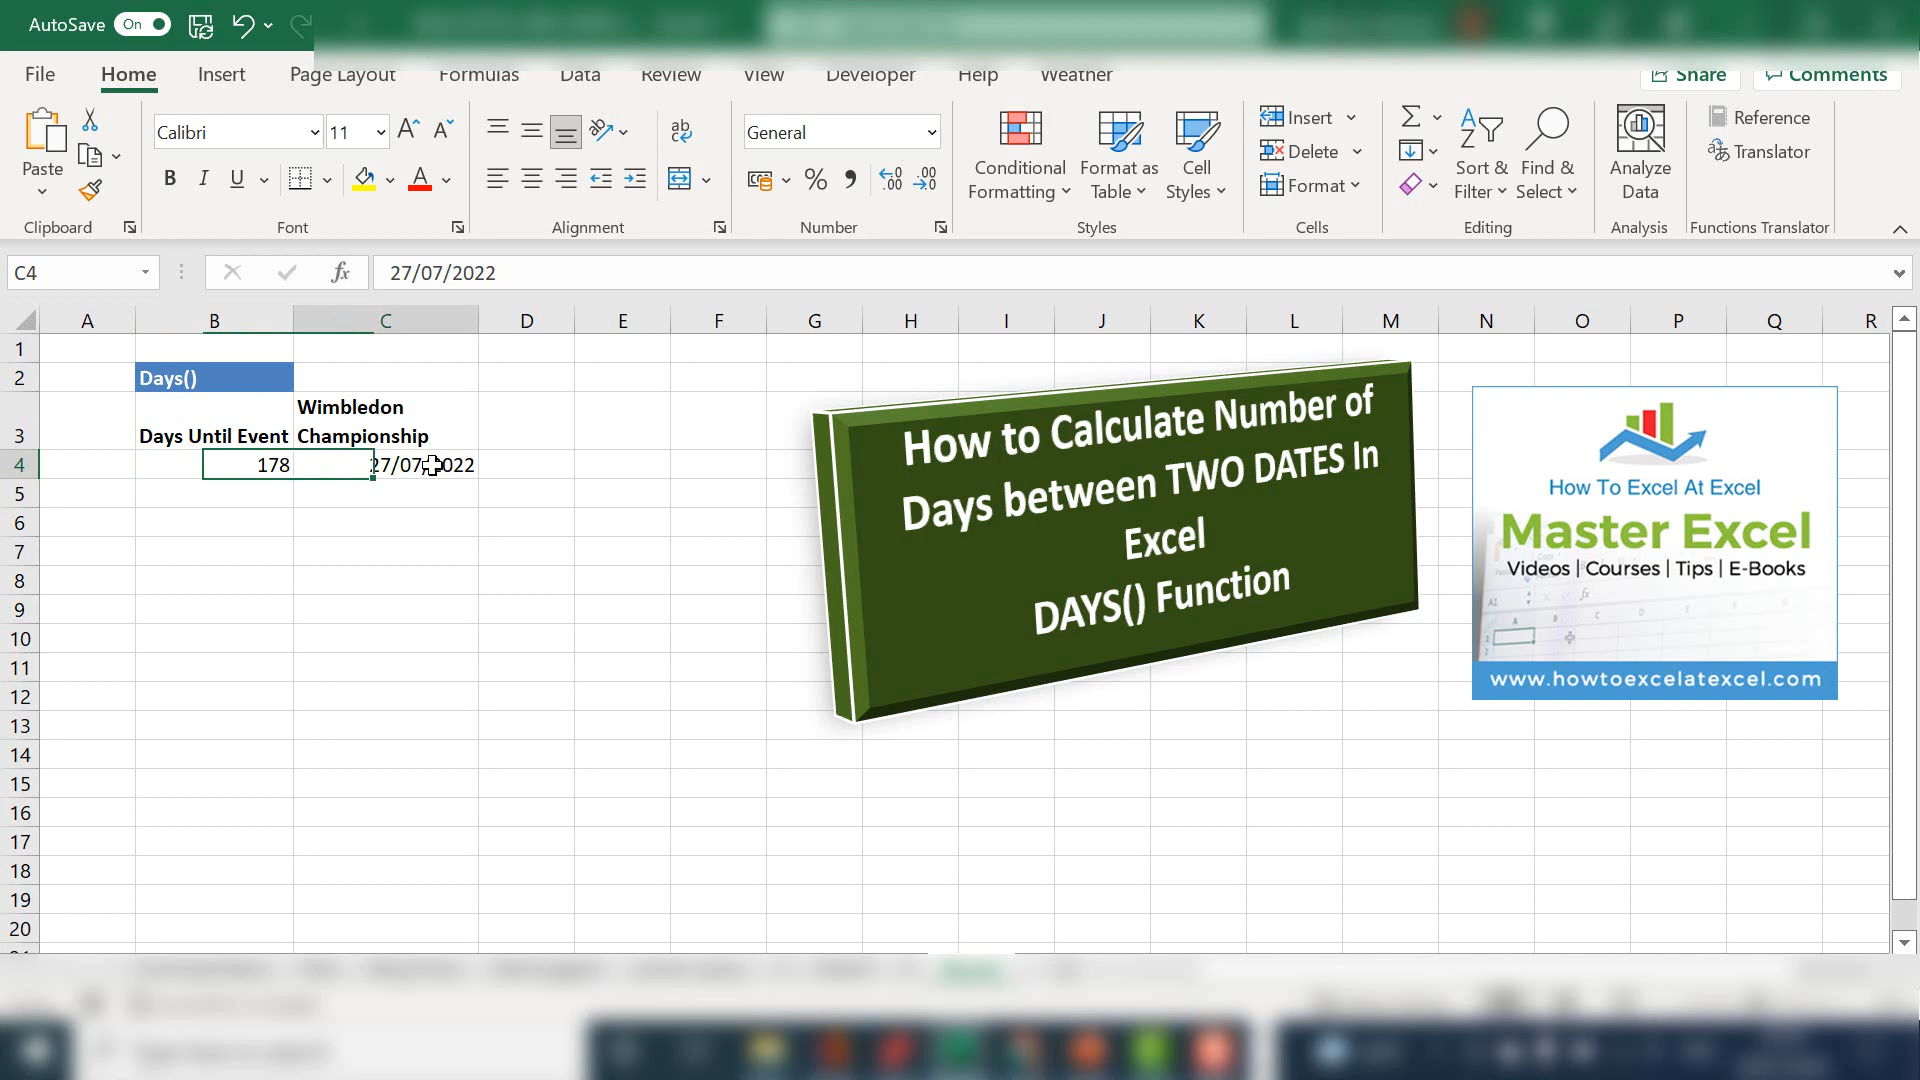 AutoSave On
File Home Insert Page Layout Formulas Data Review View Developer Help Weather Share Comments
Paste
Calibri 11
General
Conditional Formatting
Format as Table
Cell Styles
Insert
Delete
Format
Sort & Filter
Find & Select
Analyze Data
Reference
Translator
Clipboard Font Alignment Number Styles Cells Editing Analysis Functions Translator
C4 fx 27/07/2022
A B C D E F G H I J K L M N O P Q R
1
2 Days()
Wimbledon
3 Days Until Event Championship
4 178 27/07 2022
5
6
7
8
9
10
11
12
13
14
15
16
17
18
19
20
How to Calculate Number of
Days between TWO DATES In
Excel
DAYS() Function
How To Excel At Excel
Master Excel
Videos | Courses | Tips | E-Books
www.howtoexcelatexcel.com